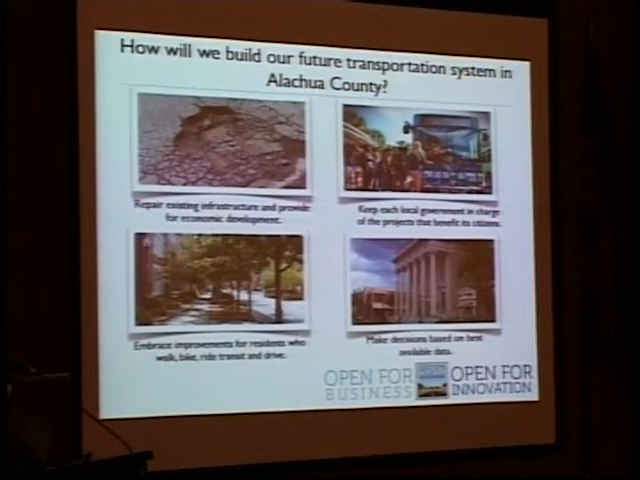 How will we build our future transportation system in
Alachua County?
Repair existing infrastructure and provide
for economic development.
Keep each local government in charge
of the projects that benefit its citizens.
Embrace improvements for residents who
walk, bike, ride transit and drive.
Make decisions based on best
available data.
OPEN FOR
BUSINESS
OPEN FOR
INNOVATION